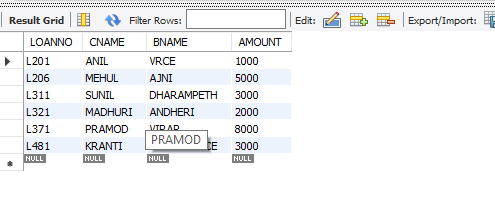 Result Grid Filter Rows: Edit: Export/Import:
LOANNO CNAME BNAME AMOUNT
L201 ANIL VRCE 1000
L206 MEHUL AJNI 5000
L311 SUNIL DHARAMPETH 3000
L321 MADHURI ANDHERI 2000
L371 PRAMOD 8000
PRAMOD
L481 KRANTI 3000
NULL NULL NULL NULL